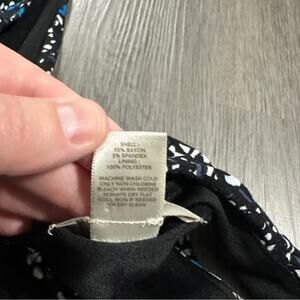 SHELL :
95% RAYON
5% SPANDEX
LINING :
100% POLYESTER
MACHINE WASH COLD
ONLY NON-CHLORINE
BLEACH WHEN NEEDED
RESHAPE DRY FLAT
COOL IRON IF NEEDED
OR DRY CLEAN